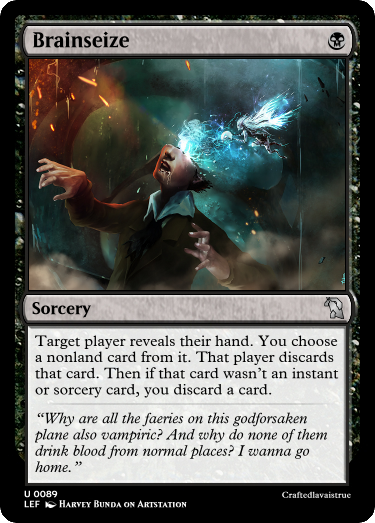 Brainseize
Sorcery
Target player reveals their hand. You choose
a nonland card from it. That player discards
that card. Then if that card wasn't an instant
or sorcery card, you discard a card.
“Why are all the faeries on this godforsaken
plane also vampiric? And why do none of them
drink blood from normal places? I wanna go
home.”
U 0089
LEF Harvey Bunda on Artstation
Craftedlavaistrue